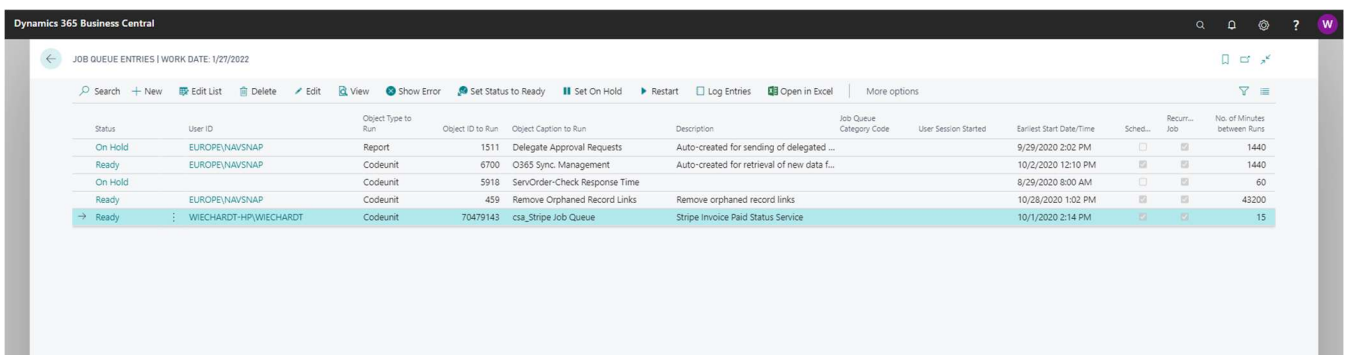 Dynamics 365 Business Central
?
W
JOB QUEUE ENTRIES | WORK DATE: 1/27/2022
Search + New Edit List Delete Edit View Show Error Set Status to Ready Set On Hold Restart Log Entries Open in Excel More options
Status User ID Object Type to Run Object ID to Run Object Caption to Run Description Job Queue Category Code User Session Started Earliest Start Date/Time Sched... Recurr... Job No. of Minutes between Runs
On Hold EUROPE\NAVSNAP Report 1511 Delegate Approval Requests Auto-created for sending of delegated ... 9/29/2020 2:02 PM 1440
Ready EUROPE\NAVSNAP Codeunit 6700 O365 Sync. Management Auto-created for retrieval of new data f... 10/2/2020 12:10 PM 1440
On Hold Codeunit 5918 ServOrder-Check Response Time 8/29/2020 8:00 AM 60
Ready EUROPE\NAVSNAP Codeunit 459 Remove Orphaned Record Links Remove orphaned record links 10/28/2020 1:02 PM 43200
→ Ready WIECHARDT-HP\WIECHARDT Codeunit 70479143 csa_Stripe Job Queue Stripe Invoice Paid Status Service 10/1/2020 2:14 PM 15